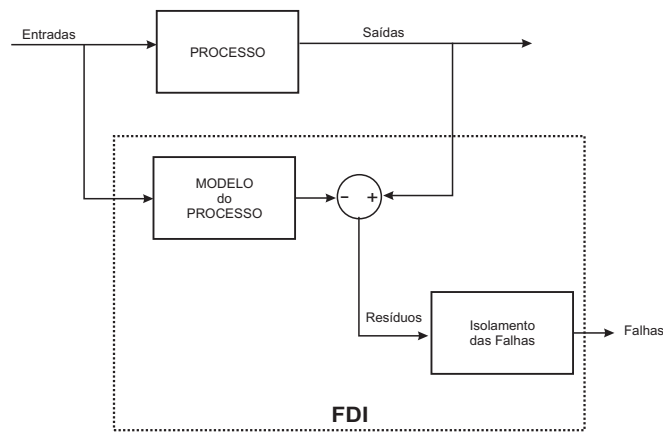 Entradas
PROCESSO
Saídas
MODELO
do
PROCESSO
- +
Resíduos
Isolamento
das Falhas
Falhas
FDI